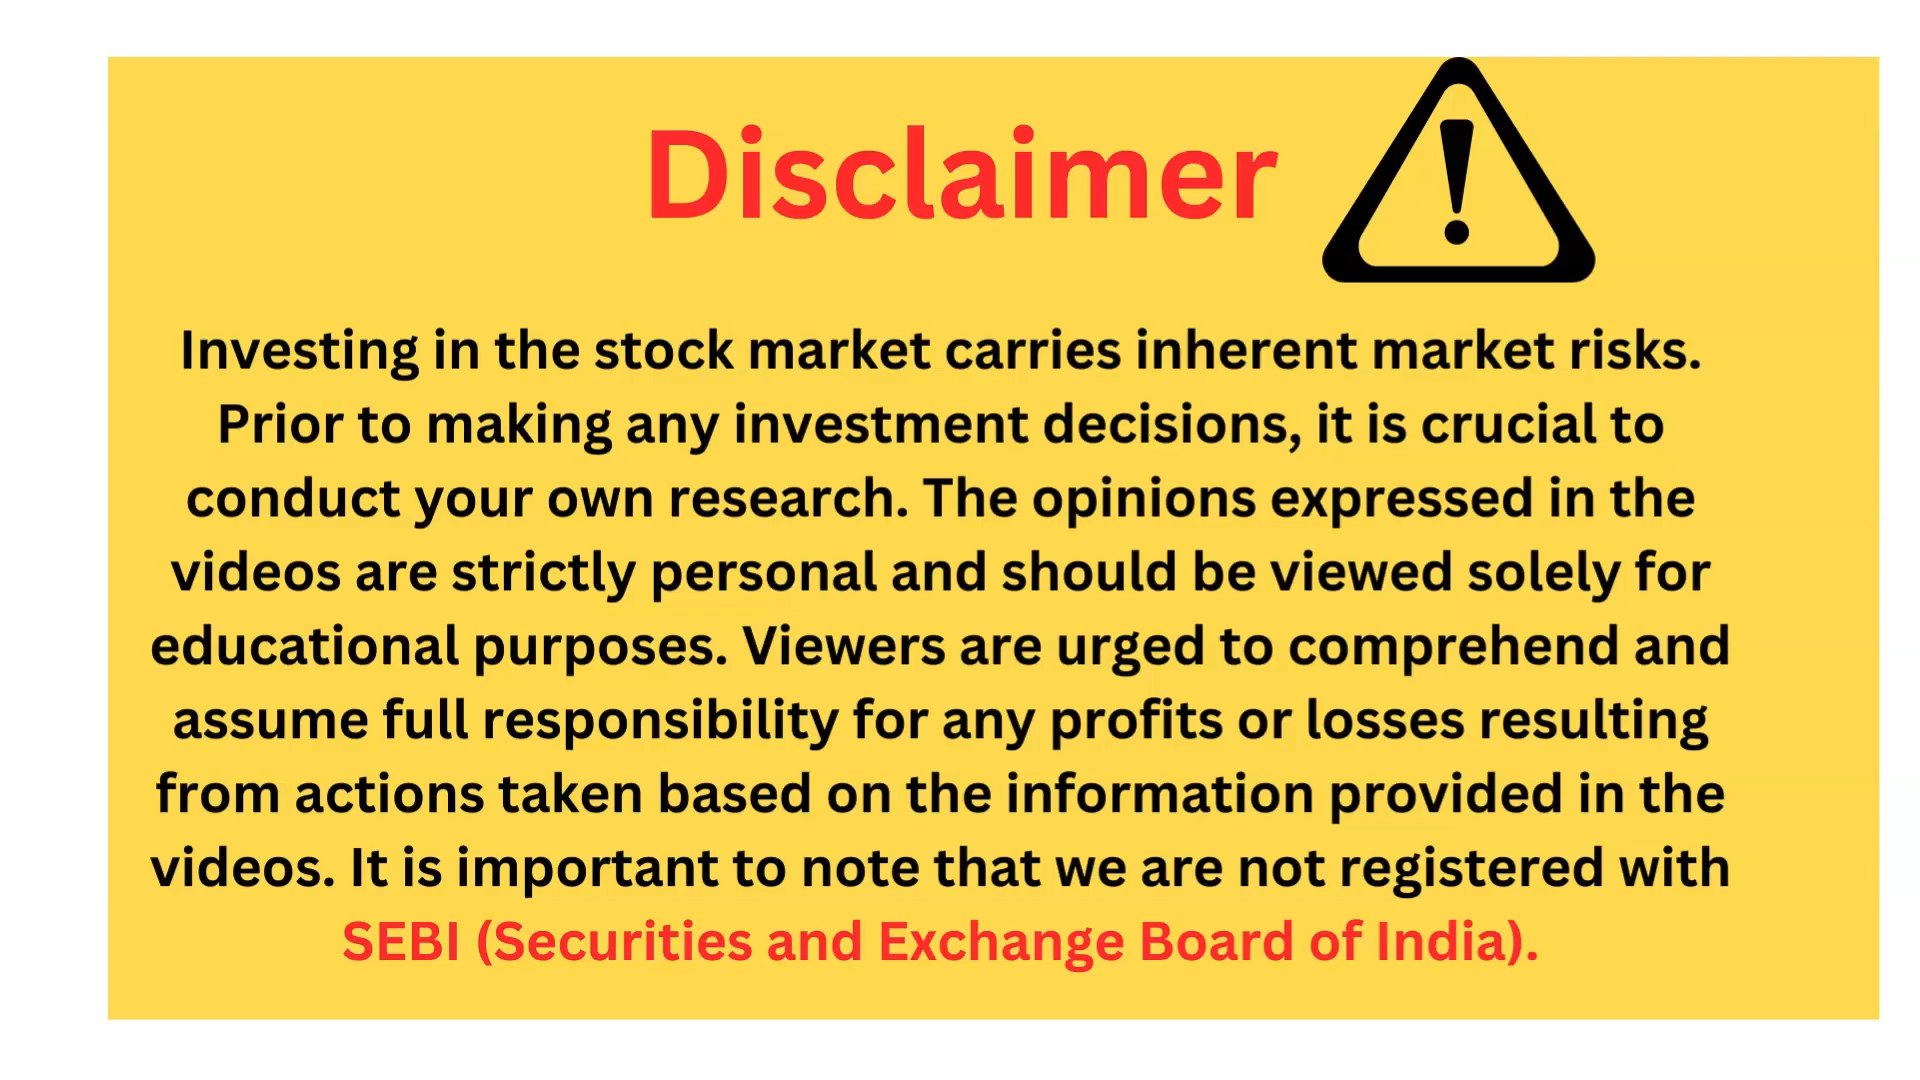 Disclaimer
Investing in the stock market carries inherent market risks.
Prior to making any investment decisions, it is crucial to
conduct your own research. The opinions expressed in the
videos are strictly personal and should be viewed solely for
educational purposes. Viewers are urged to comprehend and
assume full responsibility for any profits or losses resulting
from actions taken based on the information provided in the
videos. It is important to note that we are not registered with
SEBI (Securities and Exchange Board of India).